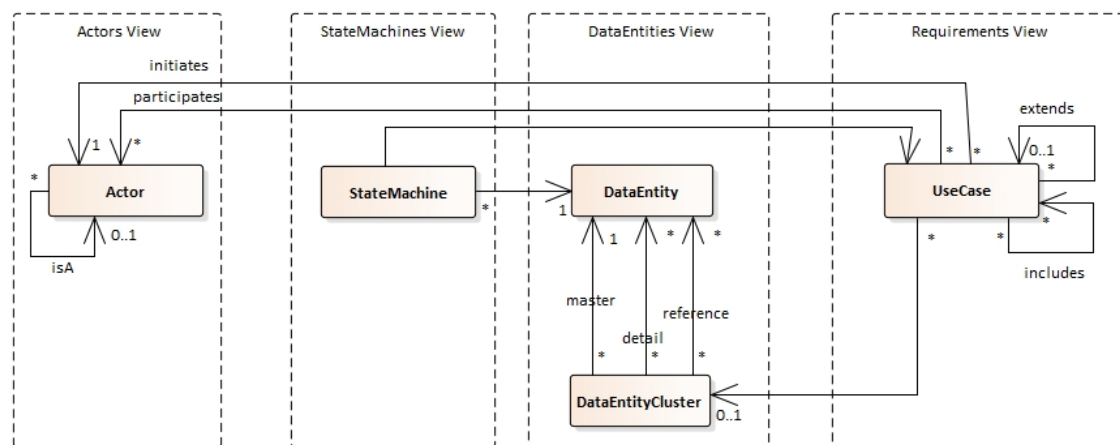 Actors View
StateMachines View
DataEntities View
Requirements View
initiates
participates
extends
1
*
*
*
0..1
*
*
Actor
StateMachine
DataEntity
UseCase
*
1
0..1
1
*
*
*
*
*
isA
includes
master
reference
detail
*
*
*
DataEntityCluster
0..1